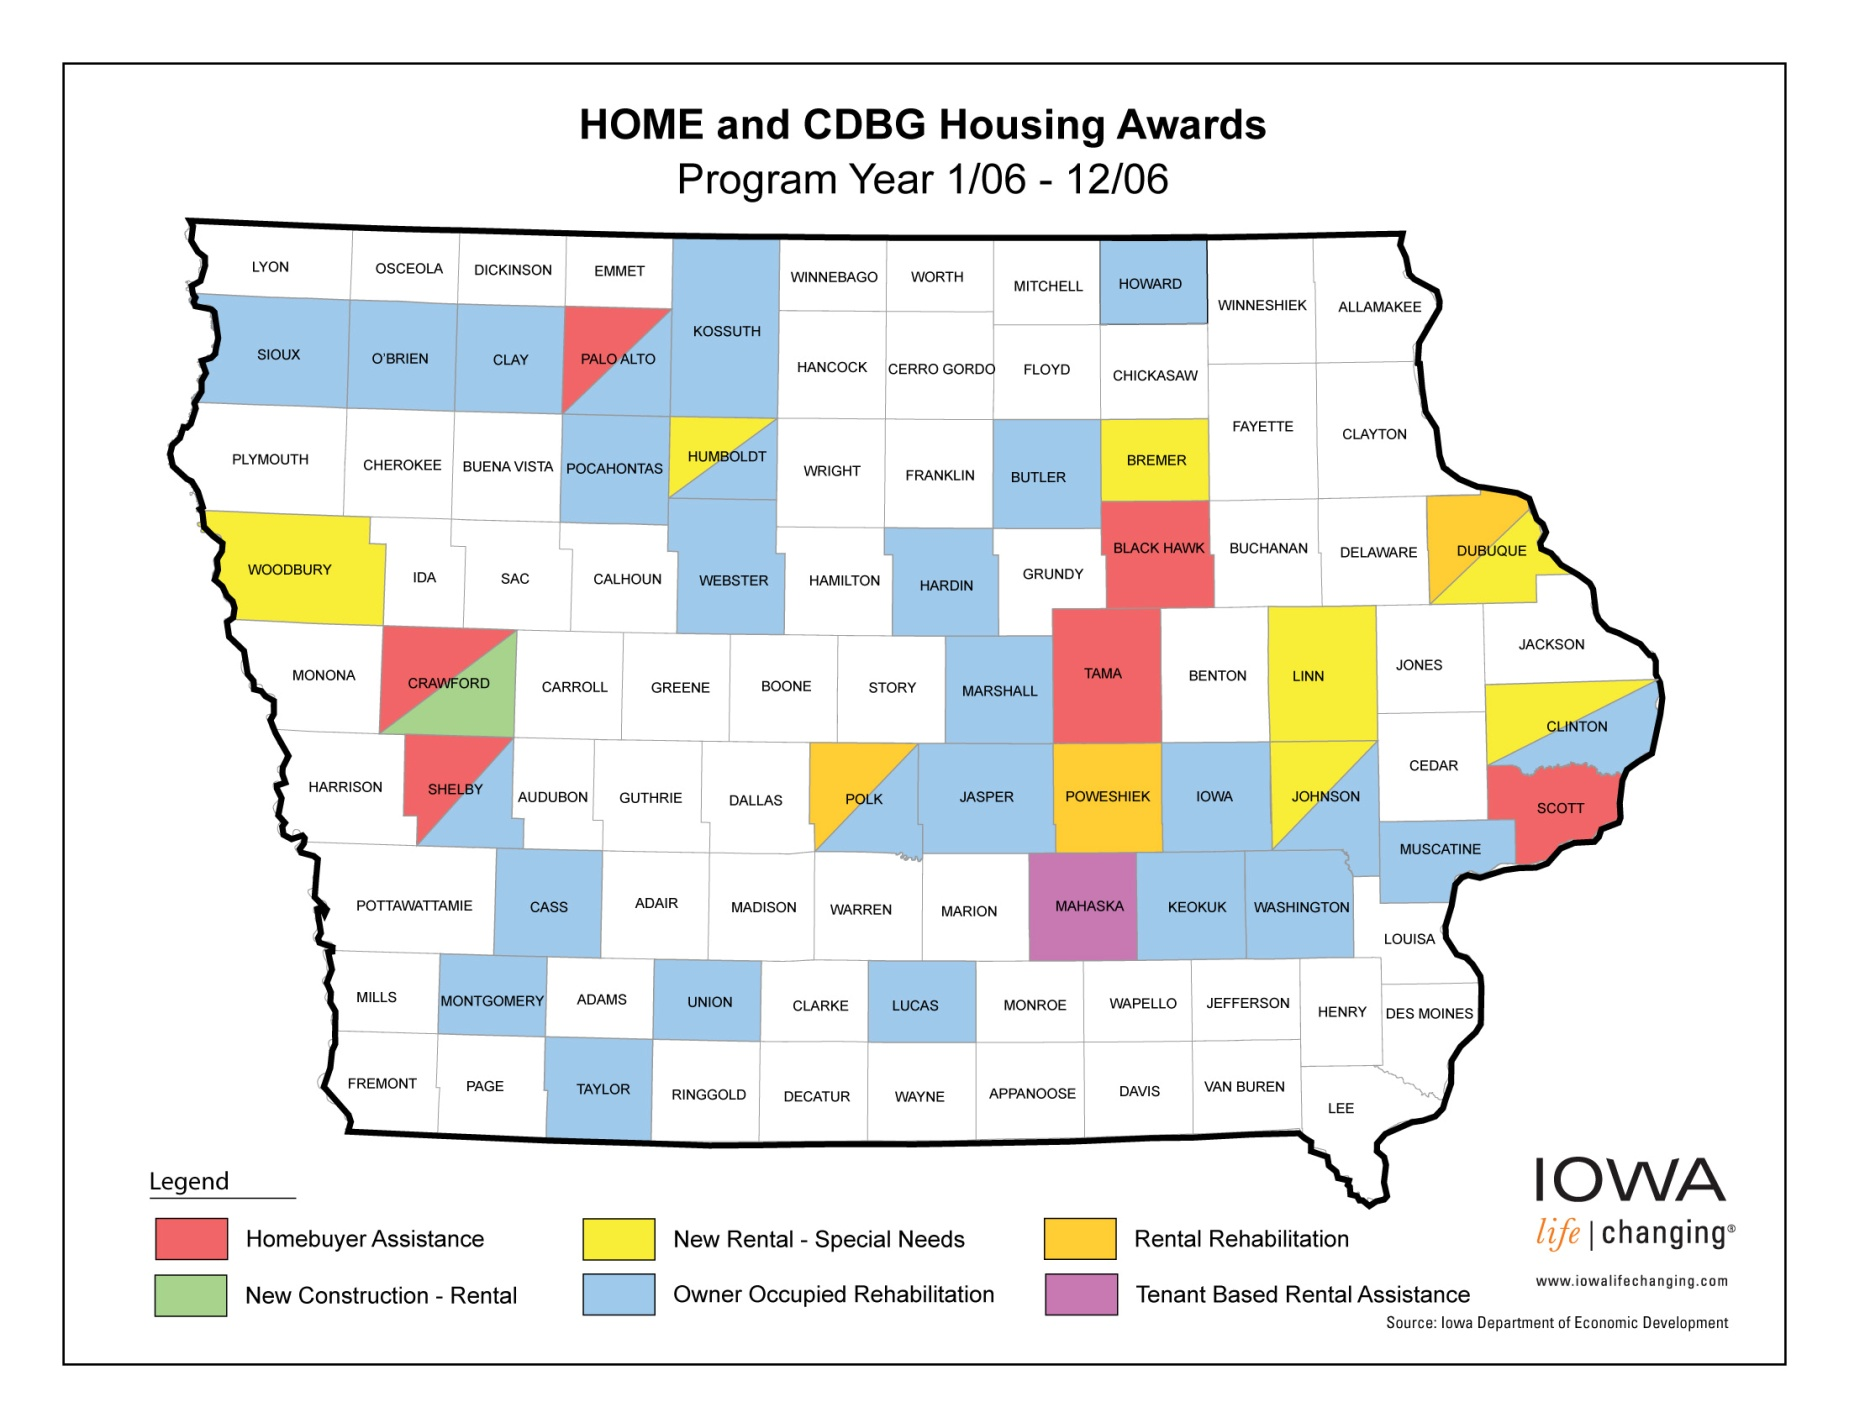 HOME and CDBG Housing Awards
Program Year 1/06 - 12/06
LYON
OSCEOLA
DICKINSON
EMMET
WINNEBAGO
WORTH
MITCHELL
HOWARD
WINNESHIEK
ALLAMAKEE
SIOUX
O'BRIEN
CLAY
PALO ALTO
KOSSUTH
HANCOCK
CERRO GORDO
FLOYD
CHICKASAW
PLYMOUTH
CHEROKEE
BUENA VISTA
POCAHONTAS
HUMBOLDT
WRIGHT
FRANKLIN
BUTLER
BREMER
FAYETTE
CLAYTON
WOODBURY
IDA
SAC
CALHOUN
WEBSTER
HAMILTON
HARDIN
GRUNDY
BLACK HAWK
BUCHANAN
DELAWARE
DUBUQUE
MONONA
CRAWFORD
CARROLL
GREENE
BOONE
STORY
MARSHALL
TAMA
BENTON
LINN
JONES
JACKSON
HARRISON
SHELBY
AUDUBON
GUTHRIE
DALLAS
POLK
JASPER
POWESHIEK
IOWA
JOHNSON
CEDAR
CLINTON
SCOTT
MUSCATINE
POTTAWATTAMIE
CASS
ADAIR
MADISON
WARREN
MARION
MAHASKA
KEOKUK
WASHINGTON
LOUISA
MILLS
MONTGOMERY
ADAMS
UNION
CLARKE
LUCAS
MONROE
WAPELLO
JEFFERSON
HENRY
DES MOINES
FREMONT
PAGE
TAYLOR
RINGGOLD
DECATUR
WAYNE
APPANOOSE
DAVIS
VAN BUREN
LEE
Legend
Homebuyer Assistance
New Rental - Special Needs
Rental Rehabilitation
New Construction - Rental
Owner Occupied Rehabilitation
Tenant Based Rental Assistance
IOWA
life | changing®
www.iowalifechanging.com
Source: Iowa Department of Economic Development